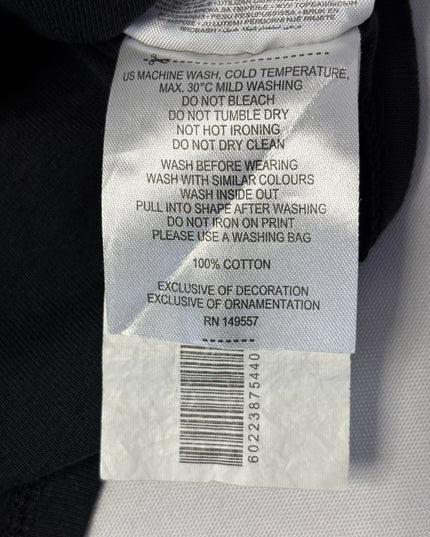 US MACHINE WASH, COLD TEMPERATURE,
MAX. 30°C MILD WASHING
DO NOT BLEACH
DO NOT TUMBLE DRY
NOT HOT IRONING
DO NOT DRY CLEAN
WASH BEFORE WEARING
WASH WITH SIMILAR COLOURS
WASH INSIDE OUT
PULL INTO SHAPE AFTER WASHING
DO NOT IRON ON PRINT
PLEASE USE A WASHING BAG
100% COTTON
EXCLUSIVE OF DECORATION
EXCLUSIVE OF ORNAMENTATION
RN 149557
60223875440